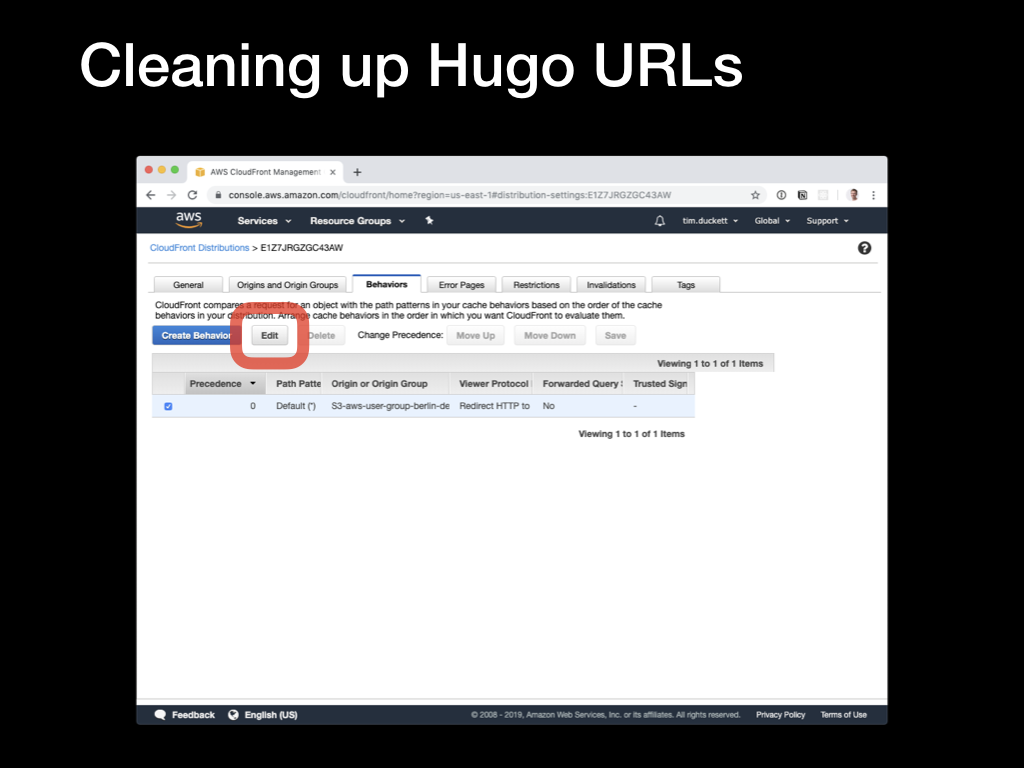 Cleaning up Hugo URLs
AWS CloudFront Management
console.aws.amazon.com/cloudfront/home?region=us-east-1#distribution-settings:E1Z7JRGZGC43AW
aws Services Resource Groups tim.duckett Global Support
CloudFront Distributions > E1Z7JRGZGC43AW
General Origins and Origin Groups Behaviors Error Pages Restrictions Invalidations Tags
CloudFront compares a request for an object with the path patterns in your cache behaviors based on the order of the cache
behaviors in your distribution. Arrange cache behaviors in the order in which you want CloudFront to evaluate them.
Create Behavior Edit Delete Change Precedence: Move Up Move Down Save
Viewing 1 to 1 of 1 Items
Precedence Path Patte Origin or Origin Group Viewer Protocol Forwarded Query S Trusted Sign
0 Default (*) S3-aws-user-group-berlin-de Redirect HTTP to No -
Viewing 1 to 1 of 1 Items
Feedback English (US) © 2008 - 2019, Amazon Web Services, Inc. or its affiliates. All rights reserved. Privacy Policy Terms of Use